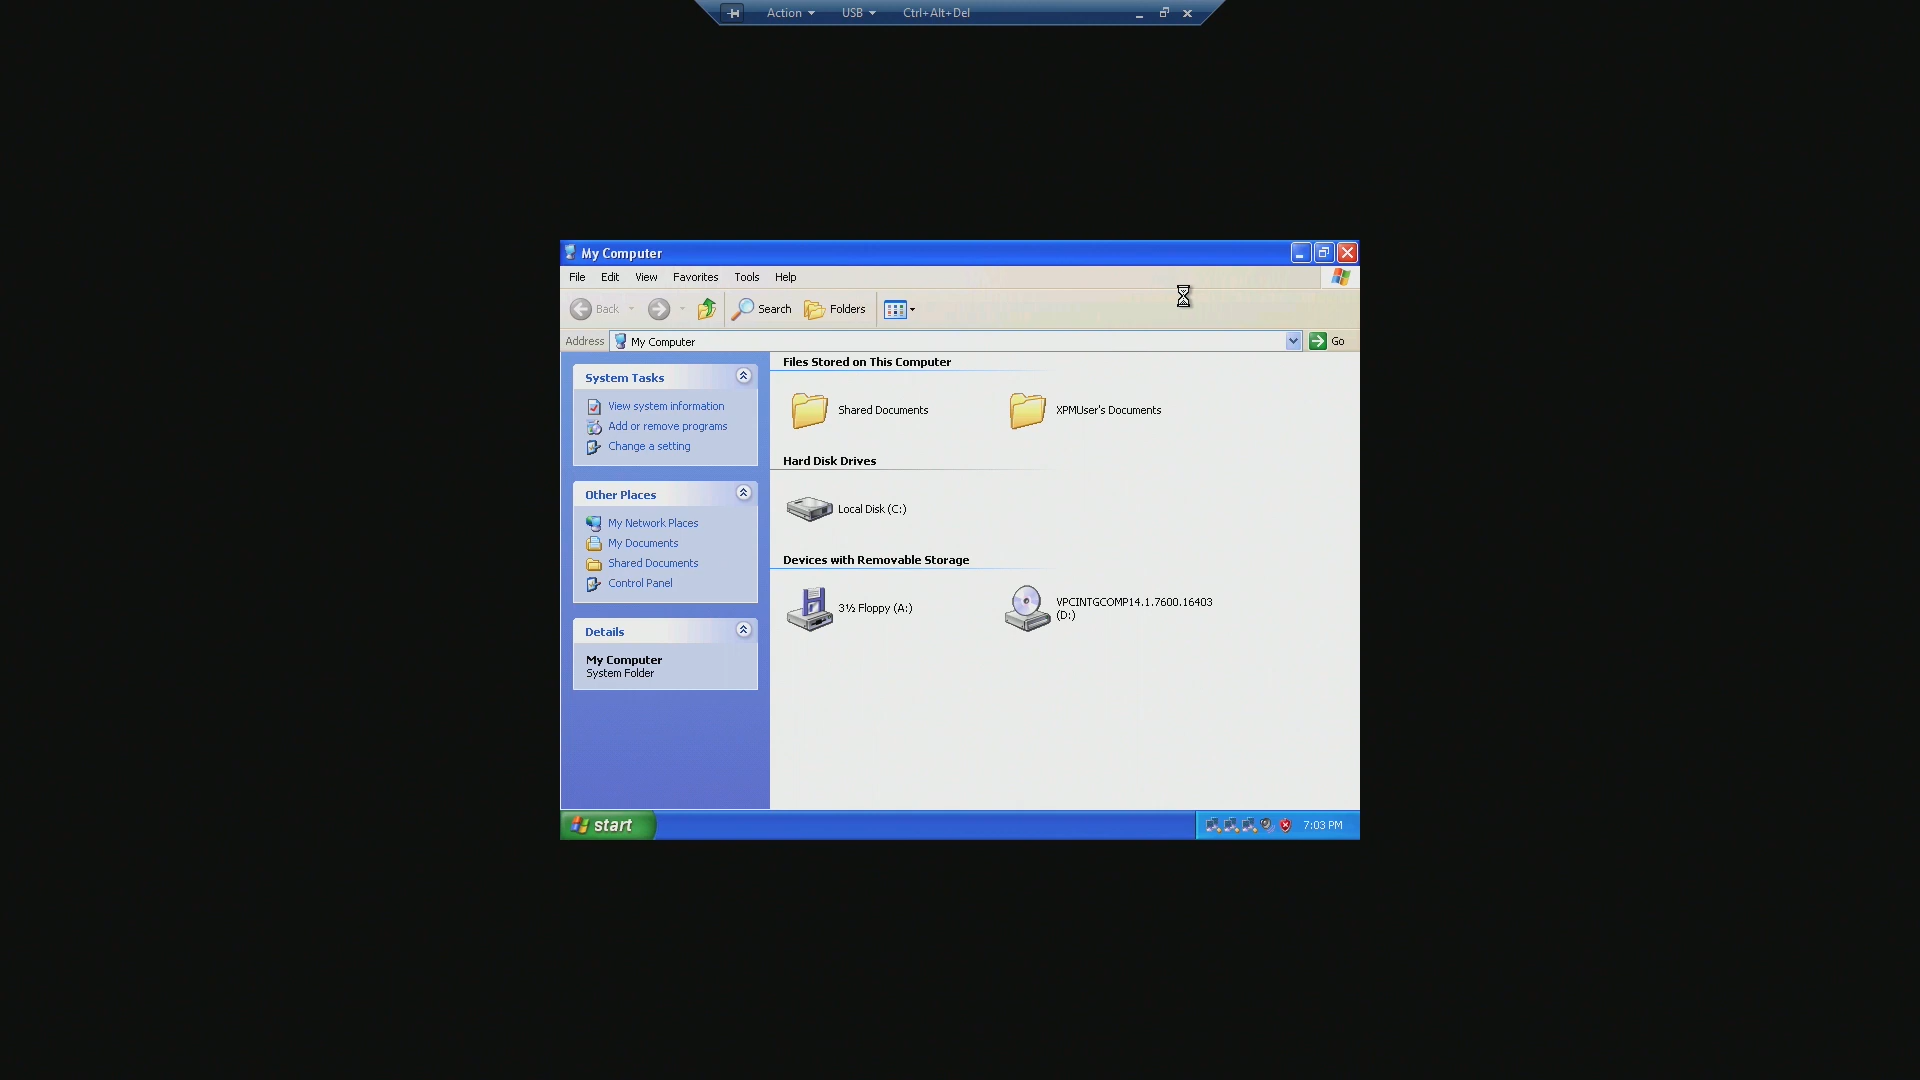 Action USB Ctrl+Alt+Del
My Computer
File Edit View Favorites Tools Help
Back Search Folders
Address My Computer Go
System Tasks
View system information
Add or remove programs
Change a setting
Other Places
My Network Places
My Documents
Shared Documents
Control Panel
Details
My Computer
System Folder
Files Stored on This Computer
Shared Documents XPMUser's Documents
Hard Disk Drives
Local Disk (C:)
Devices with Removable Storage
3½ Floppy (A:) VPCINTGCOMP14.1.7600.16403
(D:)
start 7:03 PM